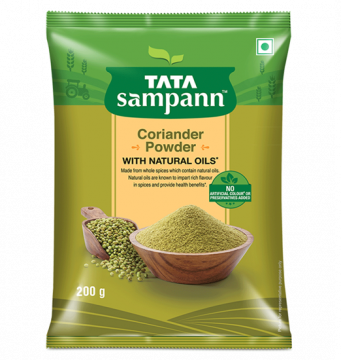 TATA
sampann™
Coriander
Powder
WITH NATURAL OILS*
Made from whole spices which contain natural oils.
Natural oils are known to impart rich flavour
in spices and provide health benefits*.
NO
ARTIFICIAL COLOUR* OR
PRESERVATIVES ADDED
200 g